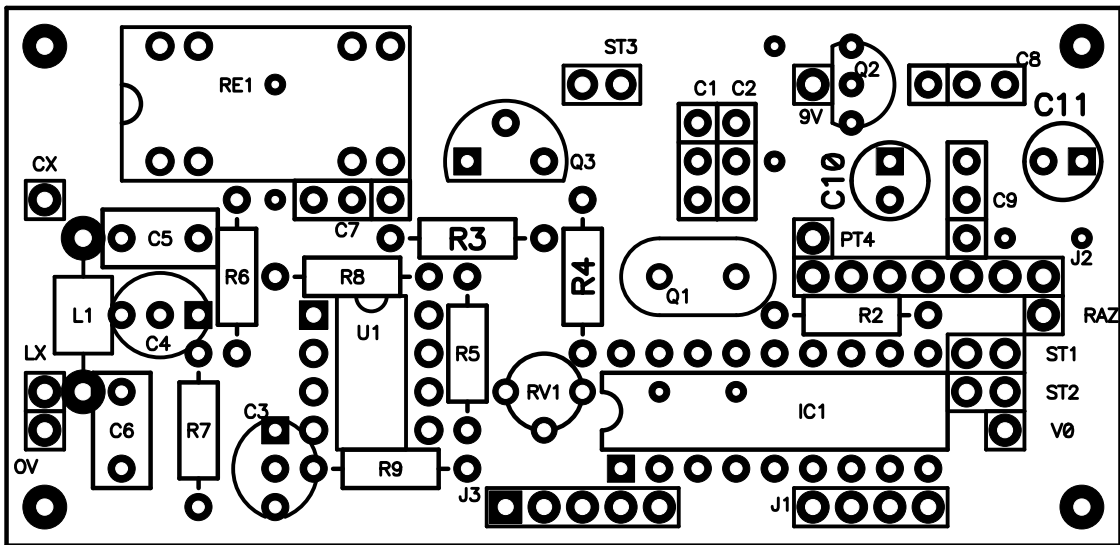 ST3
C1 C2
RE1
Q2
C8
9V
C11
CX
Q3
C10
C7
C9
C5
R6
R3
R4
PT4
J2
R8
Q1
L1
C4
U1
R5
R2
RAZ
LX
ST1
ST2
RV1
IC1
C3
C6
R7
V0
0V
R9
J3
J1